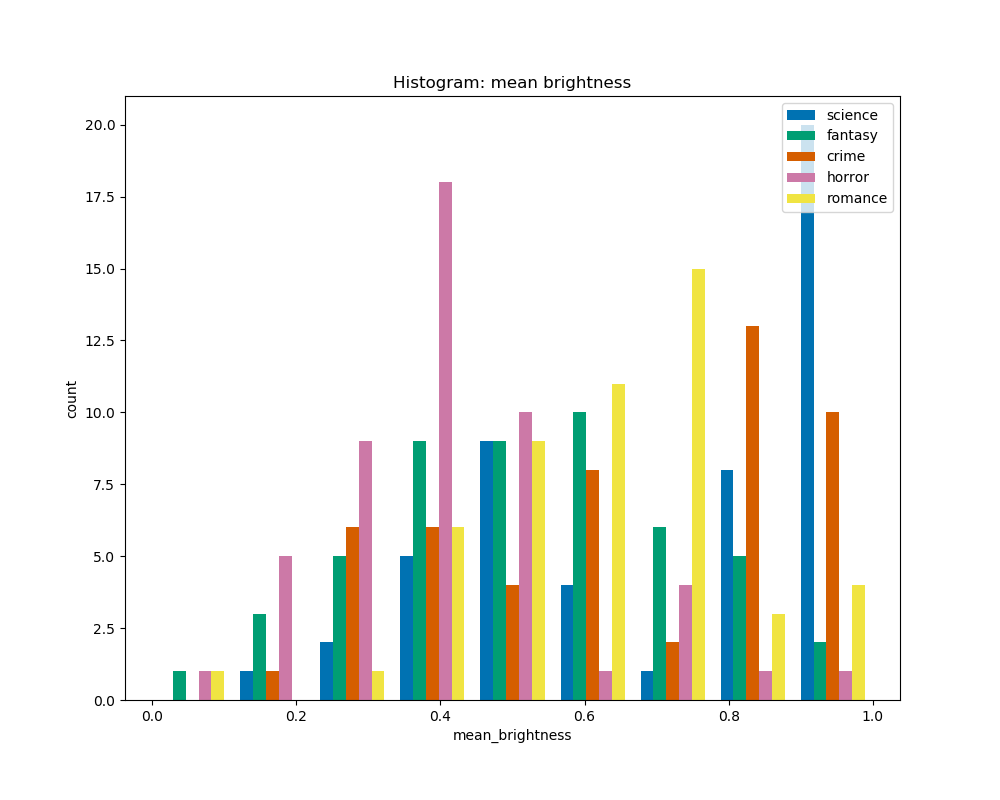 Histogram: mean brightness
science
fantasy
crime
horror
romance
20.0
17.5
15.0
12.5
10.0
7.5
5.0
2.5
0.0
count
0.0 0.2 0.4 0.6 0.8 1.0
mean_brightness